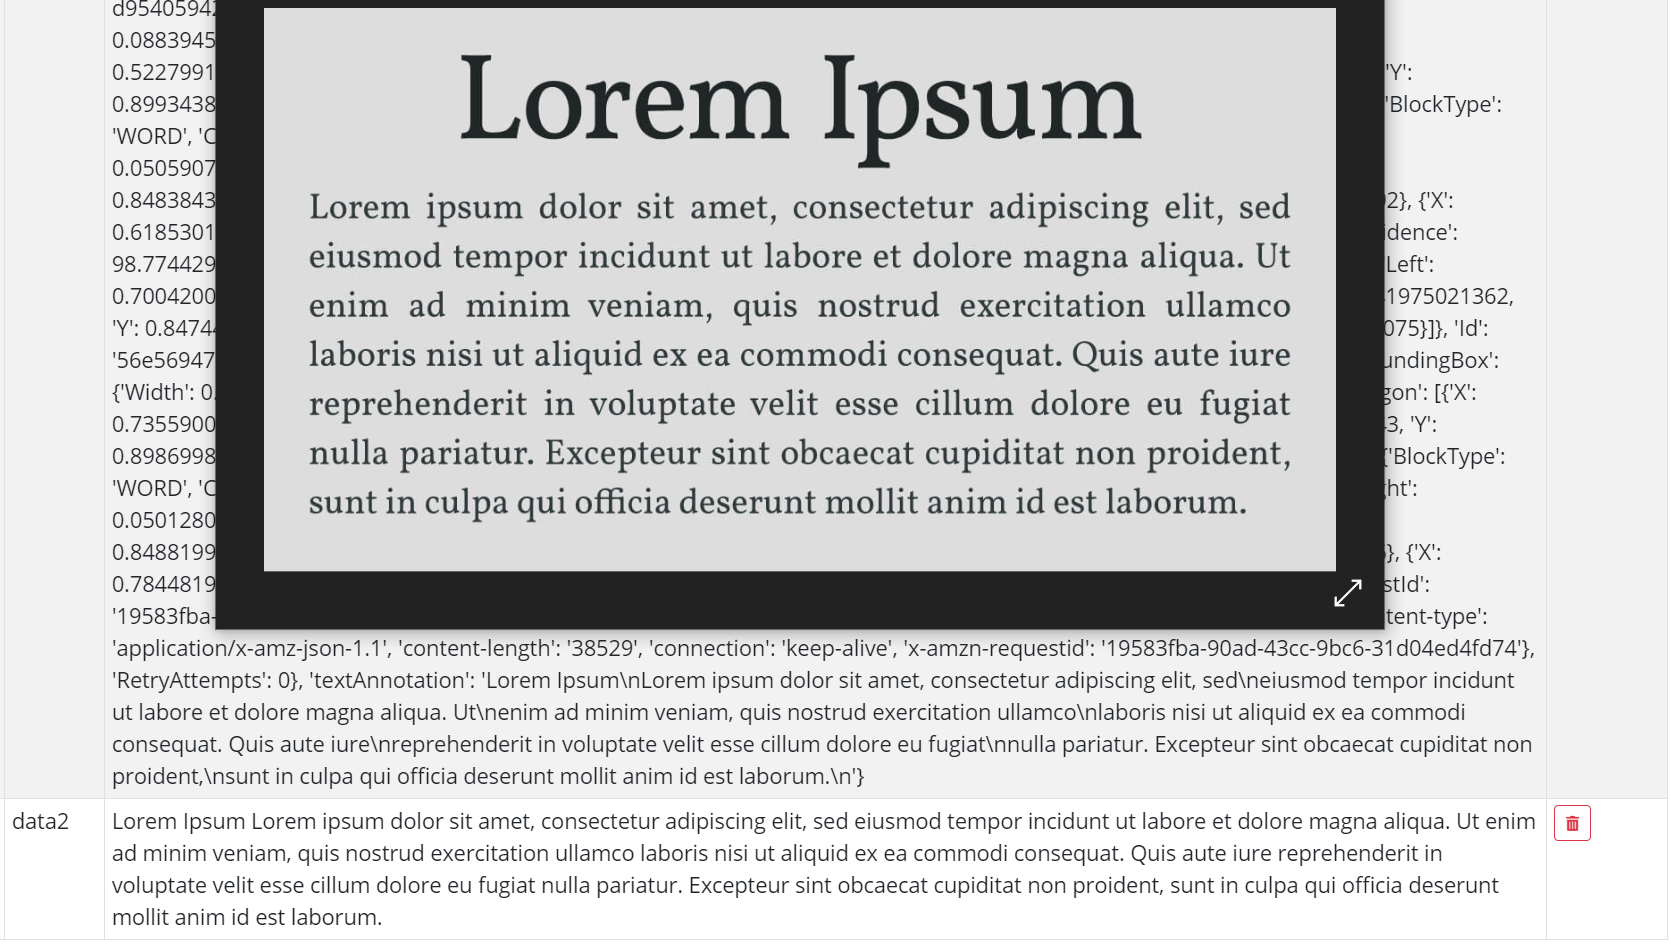 d95405942
0.0883945
0.5227991
'Y':
0.8993438
'BlockType':
'WORD', 'C
0.0505907
0.8483843
02}, {'X':
0.6185301
idence':
98.774429
Left':
0.7004200
1975021362,
'Y': 0.8474
075}]}, 'Id':
'56e56947
undingBox':
{'Width': 0.
gon': [{'X':
0.7355900
3, 'Y':
0.8986998
{'BlockType':
'WORD', 'C
ght':
0.0501280
0.8488199
}, {'X':
0.7844819
stId':
'19583fba-
tent-type':
Lorem Ipsum
Lorem ipsum dolor sit amet, consectetur adipiscing elit, sed
eiusmod tempor incidunt ut labore et dolore magna aliqua. Ut
enim ad minim veniam, quis nostrud exercitation ullamco
laboris nisi ut aliquid ex ea commodi consequat. Quis aute iure
reprehenderit in voluptate velit esse cillum dolore eu fugiat
nulla pariatur. Excepteur sint obcaecat cupiditat non proident,
sunt in culpa qui officia deserunt mollit anim id est laborum.
'application/x-amz-json-1.1', 'content-length': '38529', 'connection': 'keep-alive', 'x-amzn-requestid': '19583fba-90ad-43cc-9bc6-31d04ed4fd74'},
'RetryAttempts': 0}, 'textAnnotation': 'Lorem Ipsum\nLorem ipsum dolor sit amet, consectetur adipiscing elit, sed\neiusmod tempor incidunt
ut labore et dolore magna aliqua. Ut\nenim ad minim veniam, quis nostrud exercitation ullamco\nlaboris nisi ut aliquid ex ea commodi
consequat. Quis aute iure\nreprehenderit in voluptate velit esse cillum dolore eu fugiat\nnulla pariatur. Excepteur sint obcaecat cupiditat non
proident,\nsunt in culpa qui officia deserunt mollit anim id est laborum.\n'}
data2
Lorem Ipsum Lorem ipsum dolor sit amet, consectetur adipiscing elit, sed eiusmod tempor incidunt ut labore et dolore magna aliqua. Ut enim
ad minim veniam, quis nostrud exercitation ullamco laboris nisi ut aliquid ex ea commodi consequat. Quis aute iure reprehenderit in
voluptate velit esse cillum dolore eu fugiat nulla pariatur. Excepteur sint obcaecat cupiditat non proident, sunt in culpa qui officia deserunt
mollit anim id est laborum.